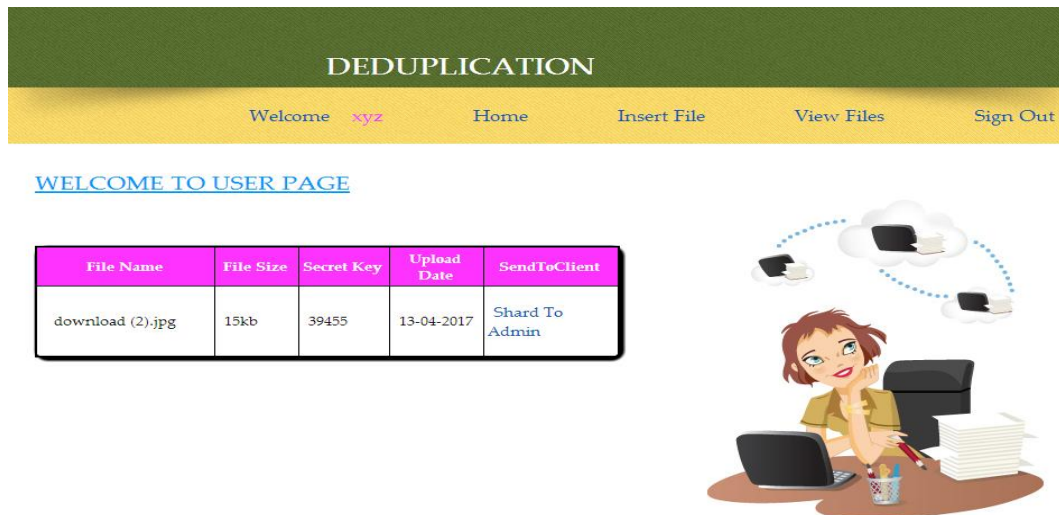 DEDUPLICATION
Welcome xyz Home Insert File View Files Sign Out
WELCOME TO USER PAGE
File Name File Size Secret Key Upload Date SendToClient
download (2).jpg 15kb 39455 13-04-2017 Shard To Admin